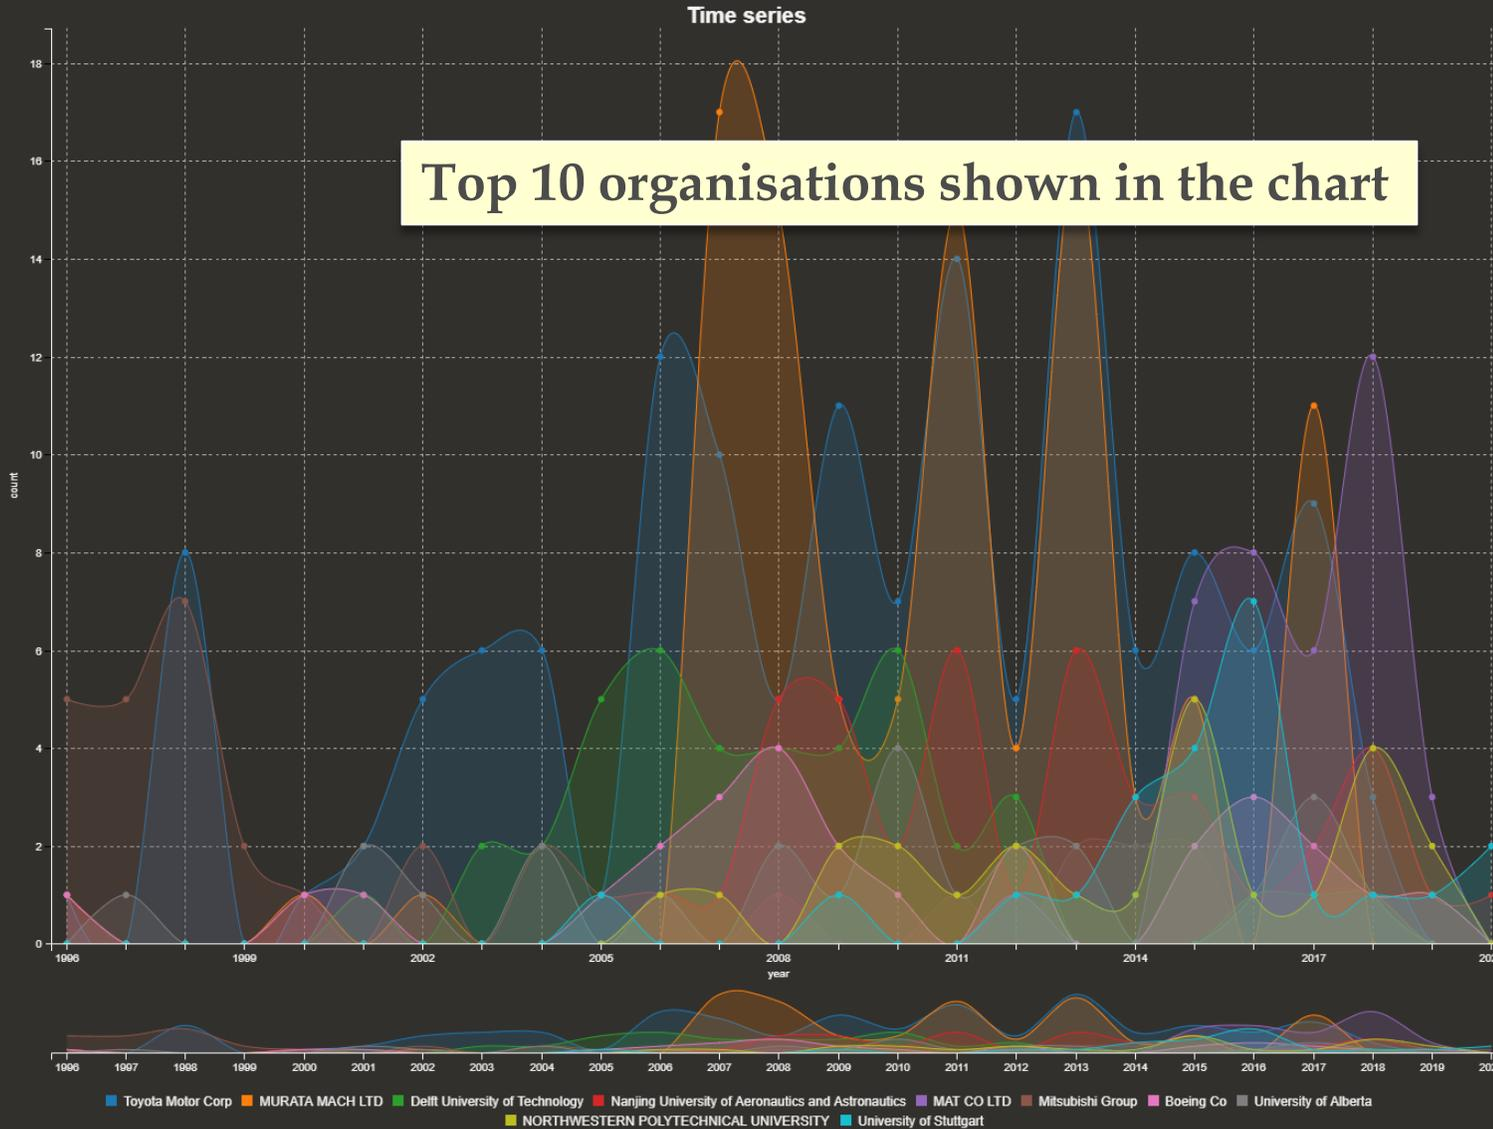 Time series
18
16
Top 10 organisations shown in the chart
14
12
10
count
8
6
4
2
0
1996 1999 2002 2005 2008 2011 2014 2017
year
1996 1997 1998 1999 2000 2001 2002 2003 2004 2005 2006 2007 2008 2009 2010 2011 2012 2013 2014 2015 2016 2017 2018 2019
Toyota Motor Corp MURATA MACH LTD Delft University of Technology Nanjing University of Aeronautics and Astronautics MAT CO LTD Mitsubishi Group Boeing Co University of Alberta
NORTHWESTERN POLYTECHNICAL UNIVERSITY University of Stuttgart